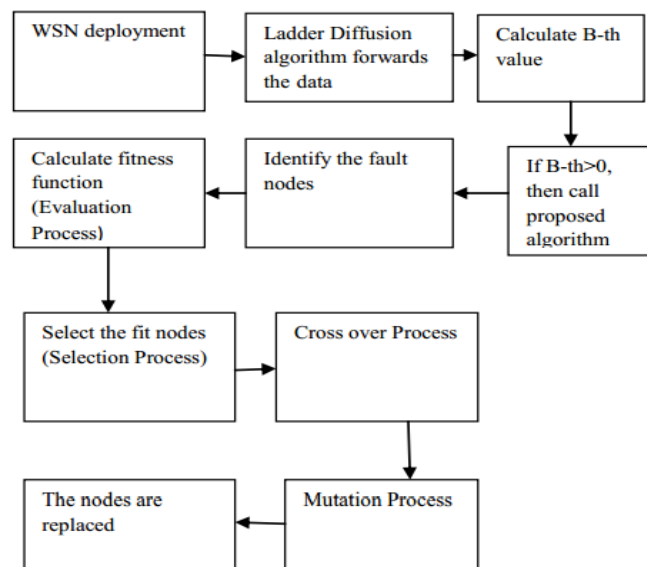 WSN deployment
Ladder Diffusion
algorithm forwards
the data
Calculate B-th
value
If B-th>0,
then call
proposed
algorithm
Identify the fault
nodes
Calculate fitness
function
(Evaluation
Process)
Select the fit nodes
(Selection Process)
Cross over Process
Mutation Process
The nodes are
replaced